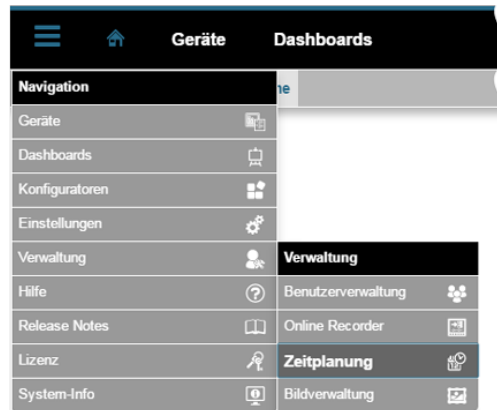 Geräte Dashboards
Navigation
Geräte
Dashboards
Konfiguratoren
Einstellungen
Verwaltung
Hilfe
Release Notes
Lizenz
System-Info
Verwaltung
Benutzerverwaltung
Online Recorder
Zeitplanung
Bildverwaltung